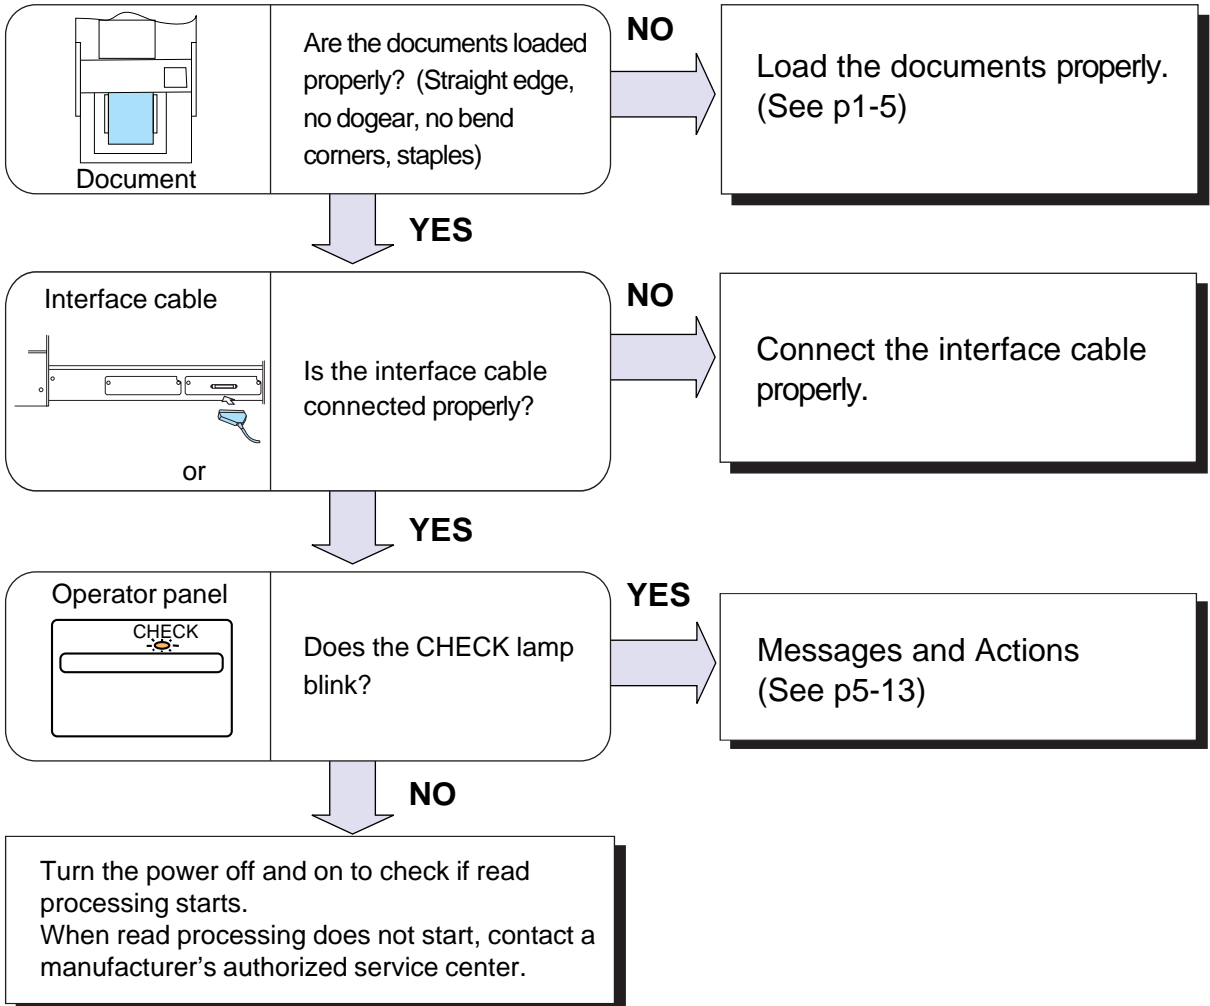 Document
Are the documents loaded
properly? (Straight edge,
no dogear, no bend
corners, staples)
NO
Load the documents properly.
(See p1-5)
YES
Interface cable
or
Is the interface cable
connected properly?
NO
Connect the interface cable
properly.
YES
Operator panel
CHECK
Does the CHECK lamp
blink?
YES
Messages and Actions
(See p5-13)
NO
Turn the power off and on to check if read
processing starts.
When read processing does not start, contact a
manufacturer’s authorized service center.